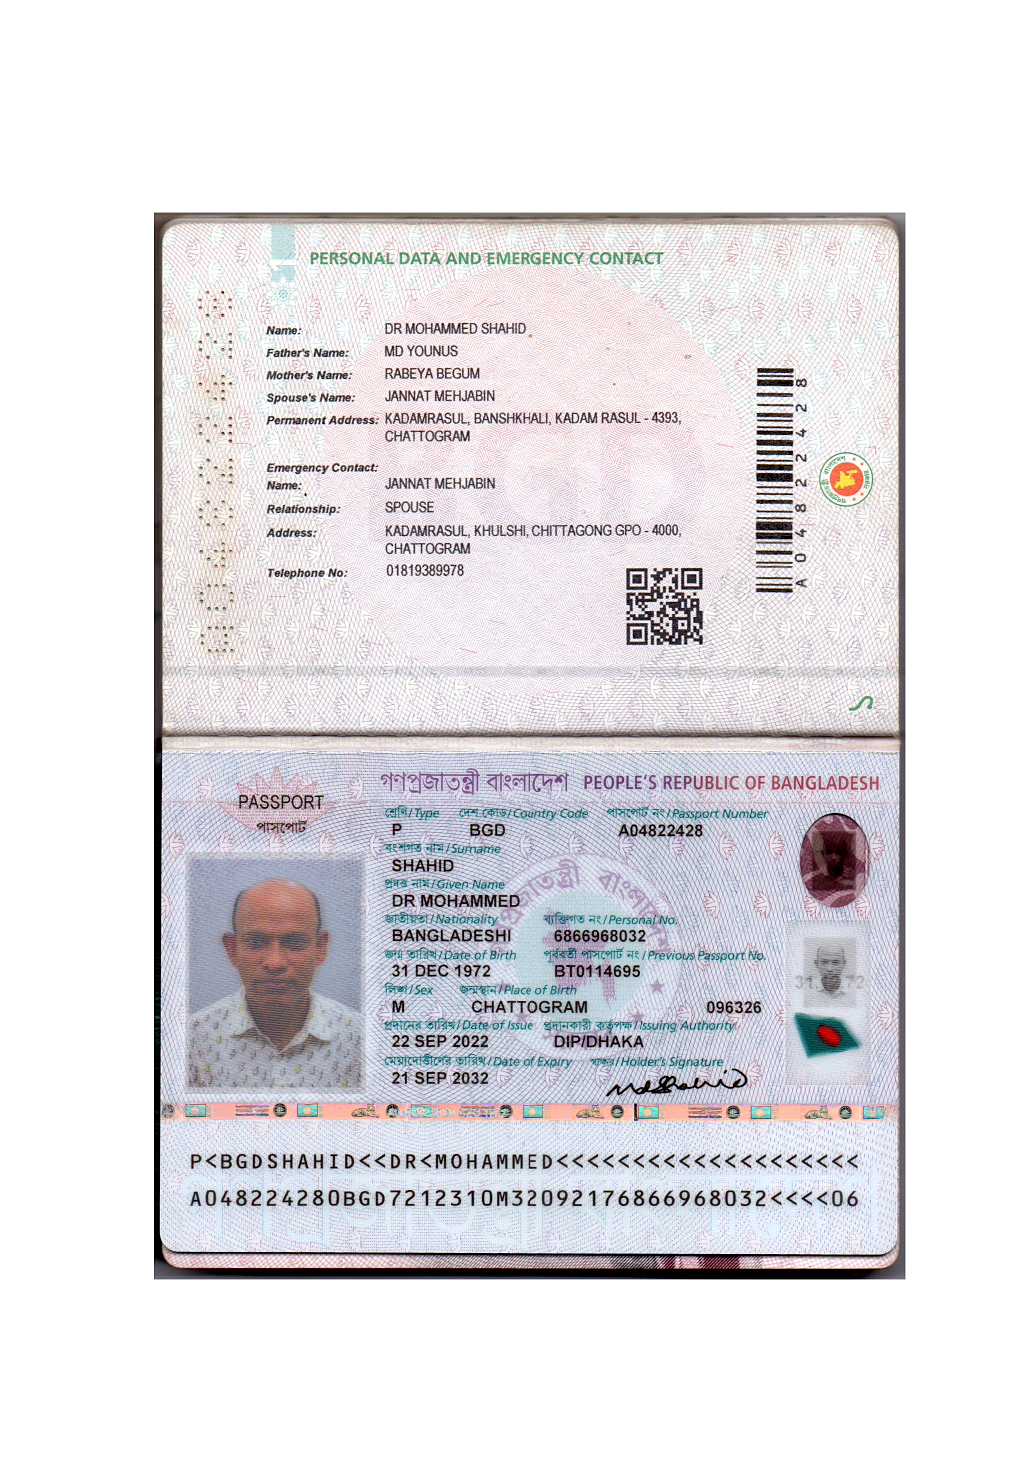 PERSONAL DATA AND EMERGENCY CONTACT
Name: DR MOHAMMED SHAHID
Father's Name: MD YOUNUS
Mother's Name: RABEYA BEGUM
Spouse's Name: JANNAT MEHJABIN
Permanent Address: KADAMRASUL, BANSHKHALI, KADAM RASUL - 4393,
CHATTOGRAM
Emergency Contact:
Name: JANNAT MEHJABIN
Relationship: SPOUSE
Address: KADAMRASUL, KHULSHI, CHITTAGONG GPO - 4000,
CHATTOGRAM
Telephone No: 01819389978
A04822428
গণপ্রজাতন্ত্রী বাংলাদেশ PEOPLE'S REPUBLIC OF BANGLADESH
PASSPORT
পাসপোর্ট
শ্রেণি/Type দেশ কোড/Country Code পাসপোর্ট নং/Passport Number
P BGD A04822428
বংশগত নাম/Surname
SHAHID
প্রদত্ত নাম/Given Name
DR MOHAMMED
জাতীয়তা/Nationality ব্যক্তিগত নং/Personal No.
BANGLADESHI 6866968032
জন্ম তারিখ/Date of Birth পূর্ববর্তী পাসপোর্ট নং/Previous Passport No.
31 DEC 1972 BT0114695
লিঙ্গ/Sex জন্মস্থান/Place of Birth
M CHATTOGRAM 096326
প্রদানের তারিখ/Date of Issue প্রদানকারী কর্তৃপক্ষ/Issuing Authority
22 SEP 2022 DIP/DHAKA
মেয়াদোত্তীর্ণের তারিখ/Date of Expiry স্বাক্ষর/Holder's Signature
21 SEP 2032 Md Shahid
P<BGDSHAHID<<DR<MOHAMMED<<<<<<<<<<<<<<<<<<<<
A048224280BGD7212310M32092176866968032<<<<06